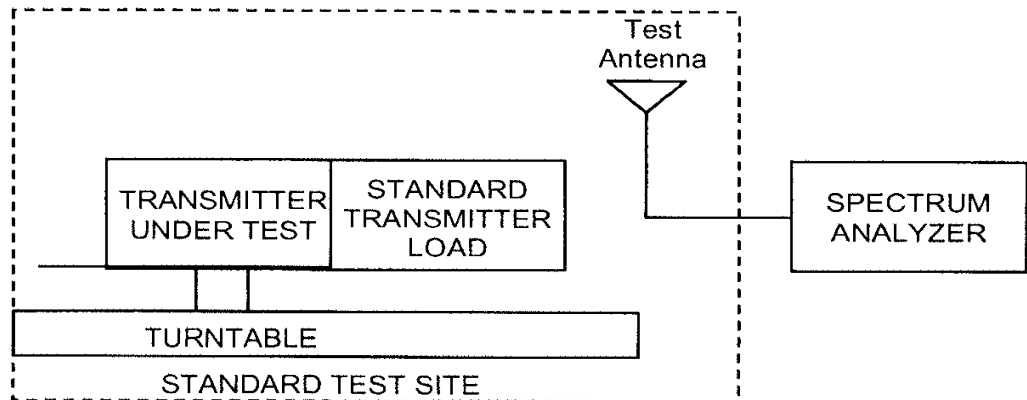 Test
Antenna
TRANSMITTER
UNDER TEST
STANDARD
TRANSMITTER
LOAD
SPECTRUM
ANALYZER
TURNTABLE
STANDARD TEST SITE